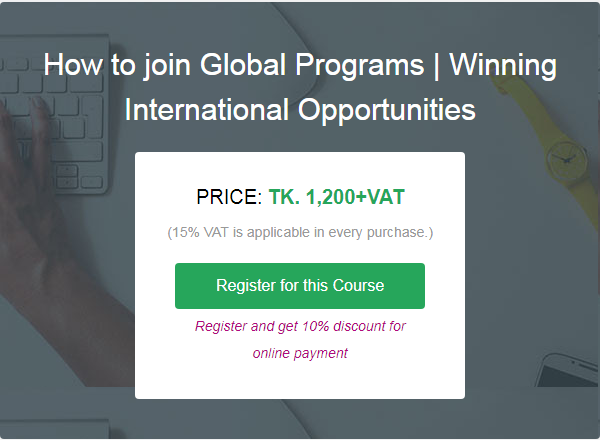 How to join Global Programs | Winning
International Opportunities
PRICE: TK. 1,200+VAT
(15% VAT is applicable in every purchase.)
Register for this Course
Register and get 10% discount for
online payment